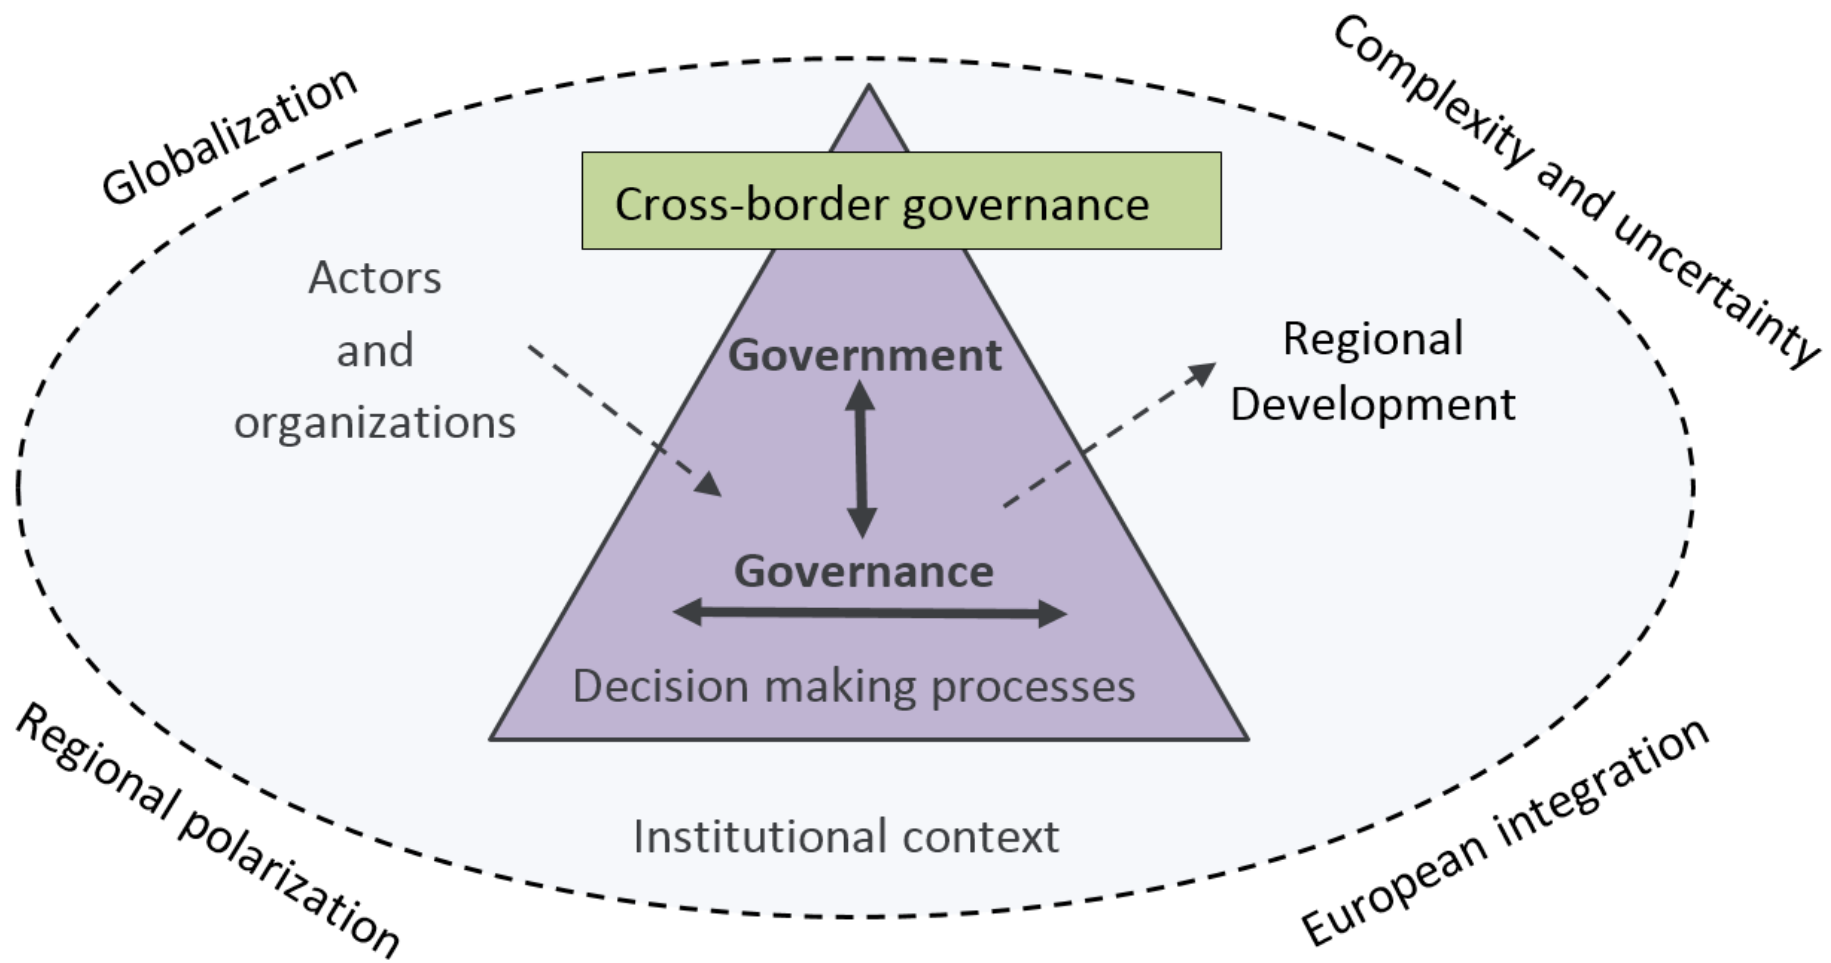 Globalization
Complexity and uncertainty
Cross-border governance
Actors
and
organizations
Government
Regional
Development
Governance
Decision making processes
Institutional context
Regional polarization
European integration